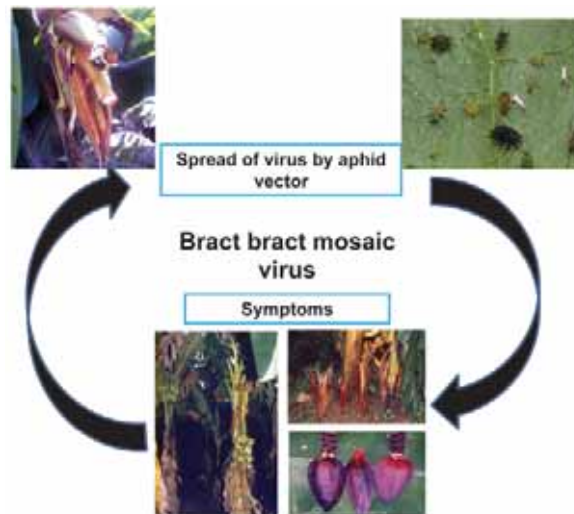 Spread of virus by aphid
vector
Bract bract mosaic
virus
Symptoms